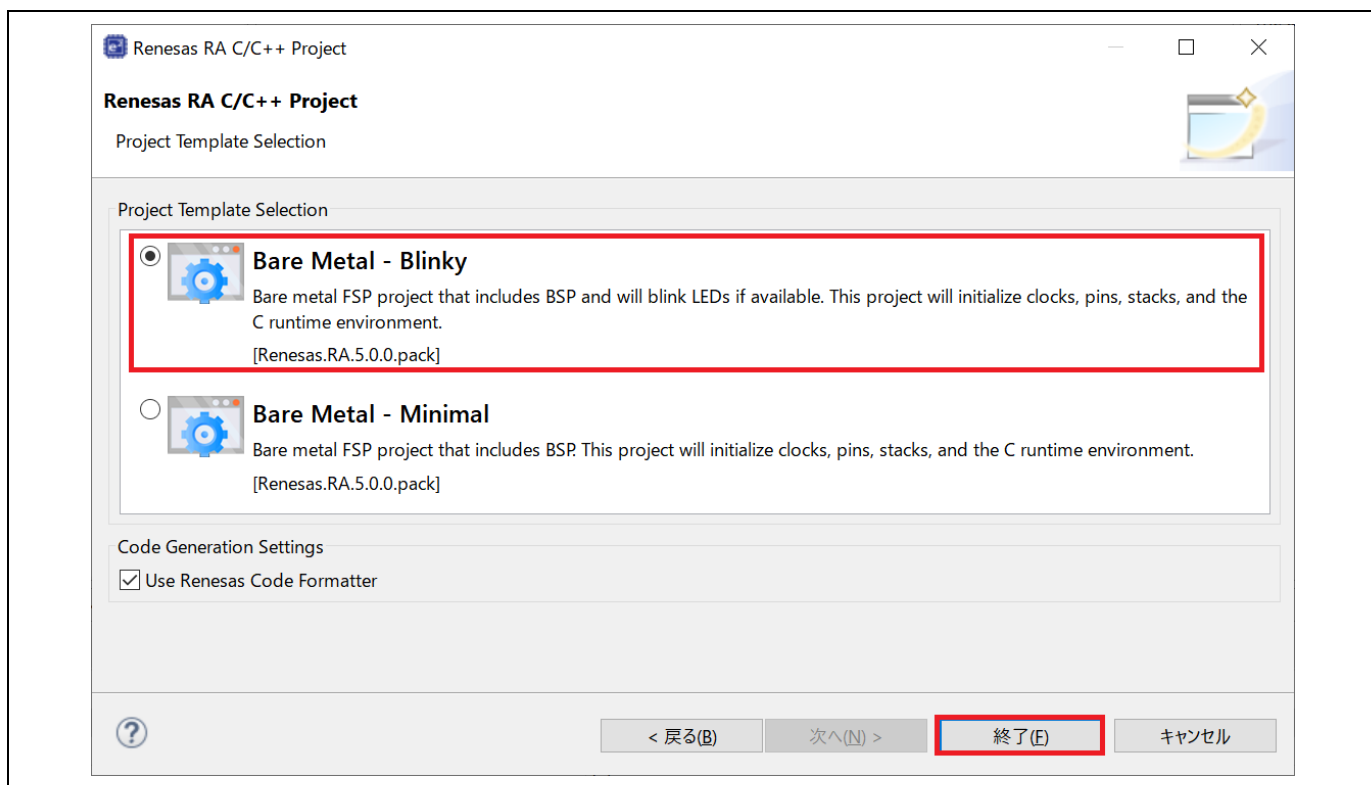 Renesas RA C/C++ Project
Renesas RA C/C++ Project
Project Template Selection
Project Template Selection
Bare Metal - Blinky
Bare metal FSP project that includes BSP and will blink LEDs if available. This project will initialize clocks, pins, stacks, and the
C runtime environment.
[Renesas.RA.5.0.0.pack]
Bare Metal - Minimal
Bare metal FSP project that includes BSP. This project will initialize clocks, pins, stacks, and the C runtime environment.
[Renesas.RA.5.0.0.pack]
Code Generation Settings
Use Renesas Code Formatter
< 戻る(B)
次へ(N) >
終了(F)
キャンセル